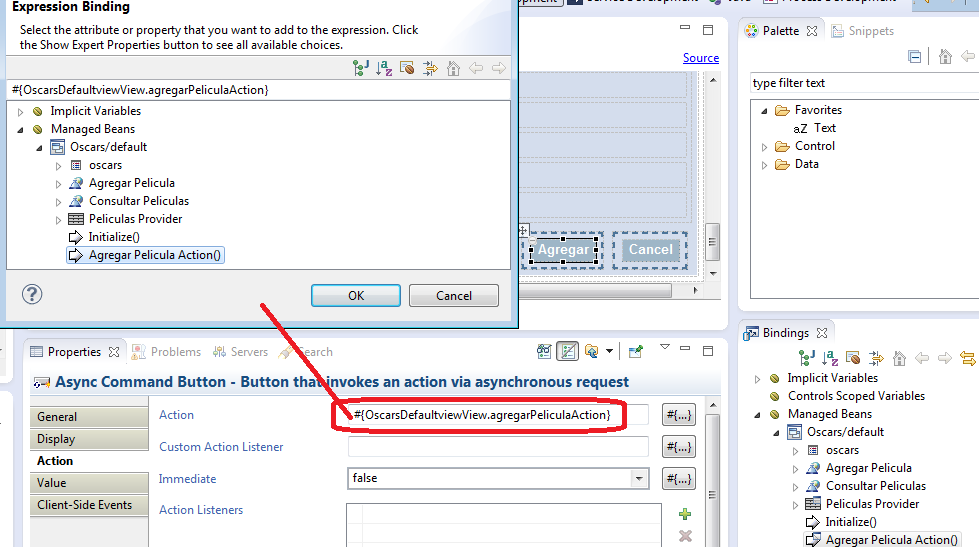 Expression Binding
Select the attribute or property that you want to add to the expression. Click
the Show Expert Properties button to see all available choices.
#{OscarsDefaultviewView.agregarPeliculaAction}
Implicit Variables
Managed Beans
Oscars/default
oscars
Agregar Pelicula
Consultar Peliculas
Peliculas Provider
Initialize()
Agregar Pelicula Action()
OK
Cancel
Source
Agregar
Cancel
Palette
Snippets
type filter text
Favorites
aZ Text
Control
Data
Properties
Problems
Servers
Async Command Button - Button that invokes an action via asynchronous request
General
Display
Action
Value
Client-Side Events
Action
#{OscarsDefaultviewView.agregarPeliculaAction}
#{...}
Custom Action Listener
#{...}
Immediate
false
#{...}
Action Listeners
Bindings
Implicit Variables
Controls Scoped Variables
Managed Beans
Oscars/default
oscars
Agregar Pelicula
Consultar Peliculas
Peliculas Provider
Initialize()
Agregar Pelicula Action()